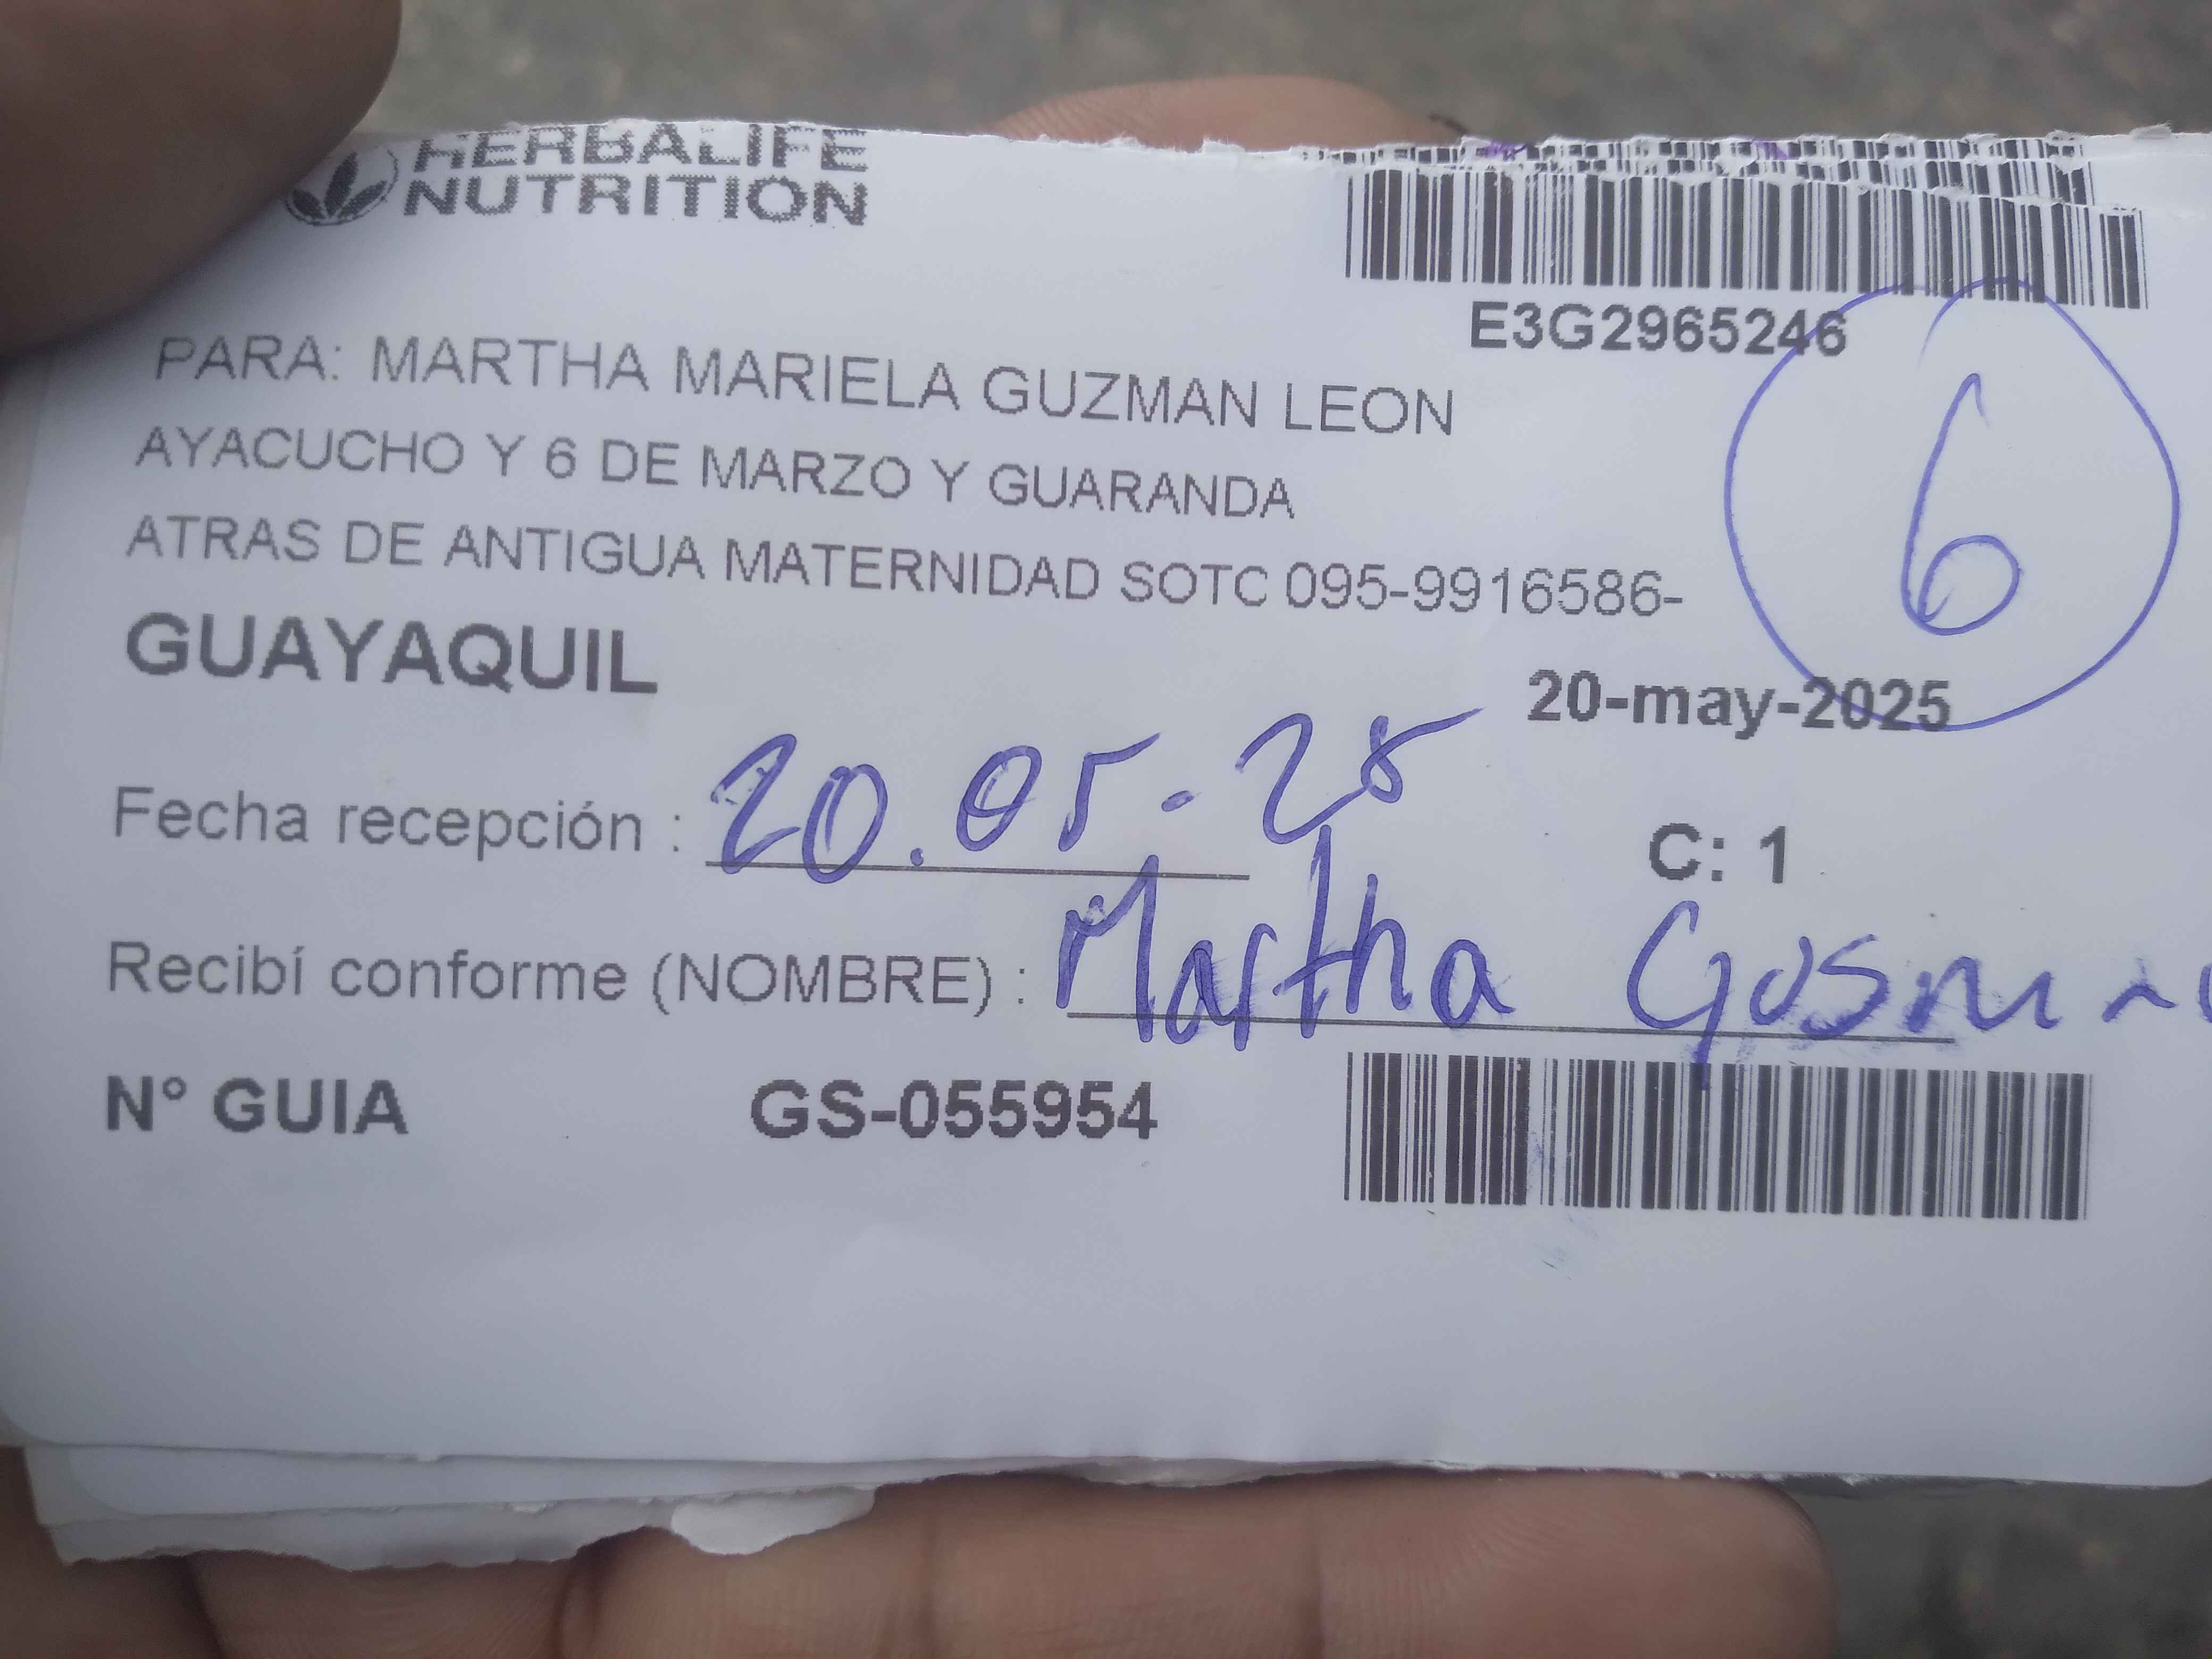 HERBALIFE
NUTRITION
E3G2965246
PARA: MARTHA MARIELA GUZMAN LEON
AYACUCHO Y 6 DE MARZO Y GUARANDA
ATRAS DE ANTIGUA MATERNIDAD SOTC 095-9916586-
6
GUAYAQUIL
20-may-2025
Fecha recepción : 20.05.-25
C: 1
Recibí conforme (NOMBRE) : Martha
N° GUIA GS-055954